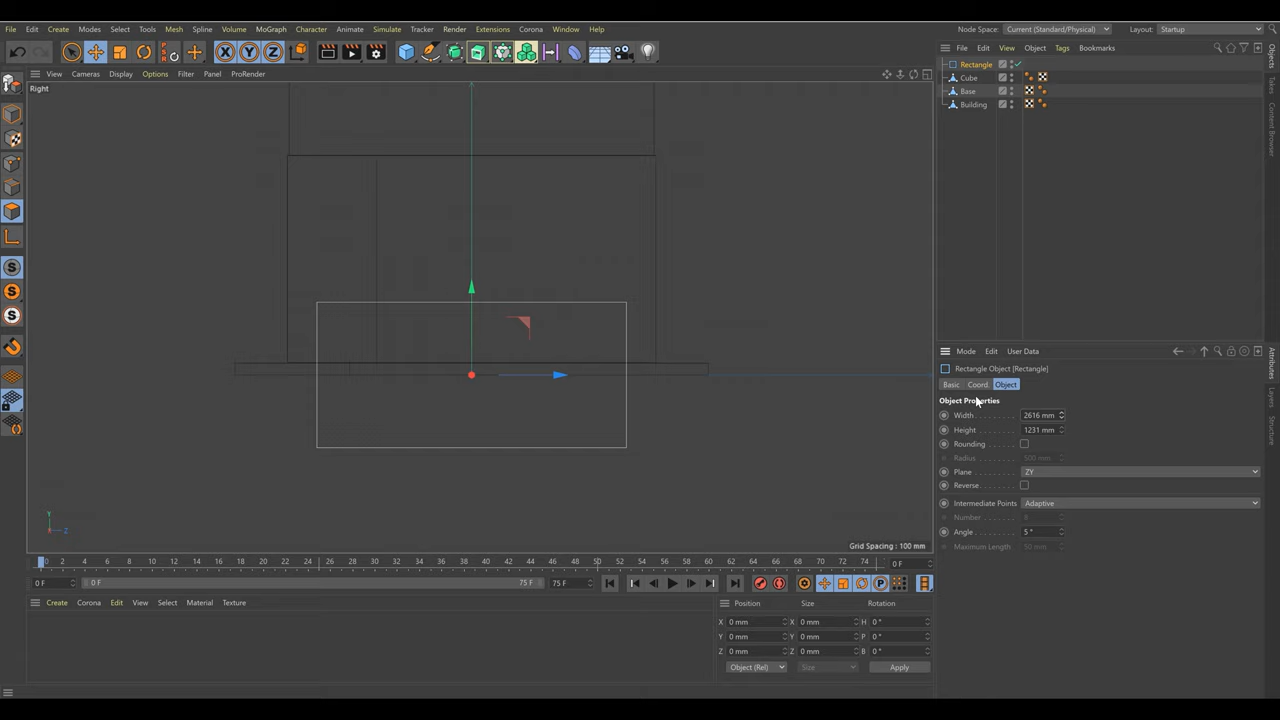 File Edit Create Modes Select Tools Mesh Spline Volume MoGraph Character Animate Simulate Tracker Render Extensions Corona Window Help Node Space: Current (Standard/Physical) Layout: Startup
File Edit View Object Tags Bookmarks
View Cameras Display Options Filter Panel ProRender
Right
Rectangle
Cube
Base
Building
Objects
Takes
Content Browser
Mode Edit User Data
Rectangle Object [Rectangle]
Basic Coord. Object
Object Properties
Width 2616 mm
Height 1231 mm
Rounding
Radius 500 mm
Plane ZY
Reverse
Intermediate Points Adaptive
Number 8
Angle 5 °
Maximum Length 50 mm
Attributes
Layers
Structure
Y
Z
Grid Spacing : 100 mm
0 2 4 6 8 10 12 14 16 18 20 22 24 26 28 30 32 34 36 38 40 42 44 46 48 50 52 54 56 58 60 62 64 66 68 70 72 74 0 F
0 F 0 F 75 F 75 F
Create Corona Edit View Select Material Texture
Position Size Rotation
X 0 mm X 0 mm H 0 °
Y 0 mm Y 0 mm P 0 °
Z 0 mm Z 0 mm B 0 °
Object (Rel) Size Apply